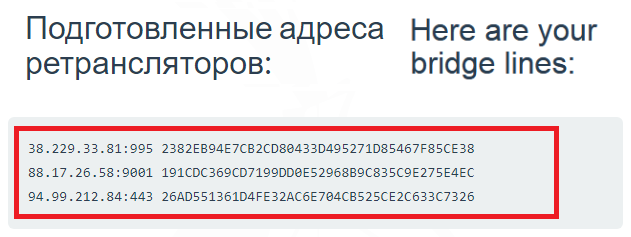 Подготовленные адреса
ретрансляторов:
Here are your
bridge lines:
38.229.33.81:995 2382EB94E7CB2CD80433D495271D85467F85CE38
88.17.26.58:9001 191CDC369CD7199DD0E52968B9C835C9E275E4EC
94.99.212.84:443 26AD551361D4FE32AC6E704CB525CE2C633C7326